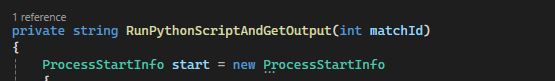 1 reference
private string RunPythonScriptAndGetOutput(int matchId)
{
ProcessStartInfo start = new ProcessStartInfo
{